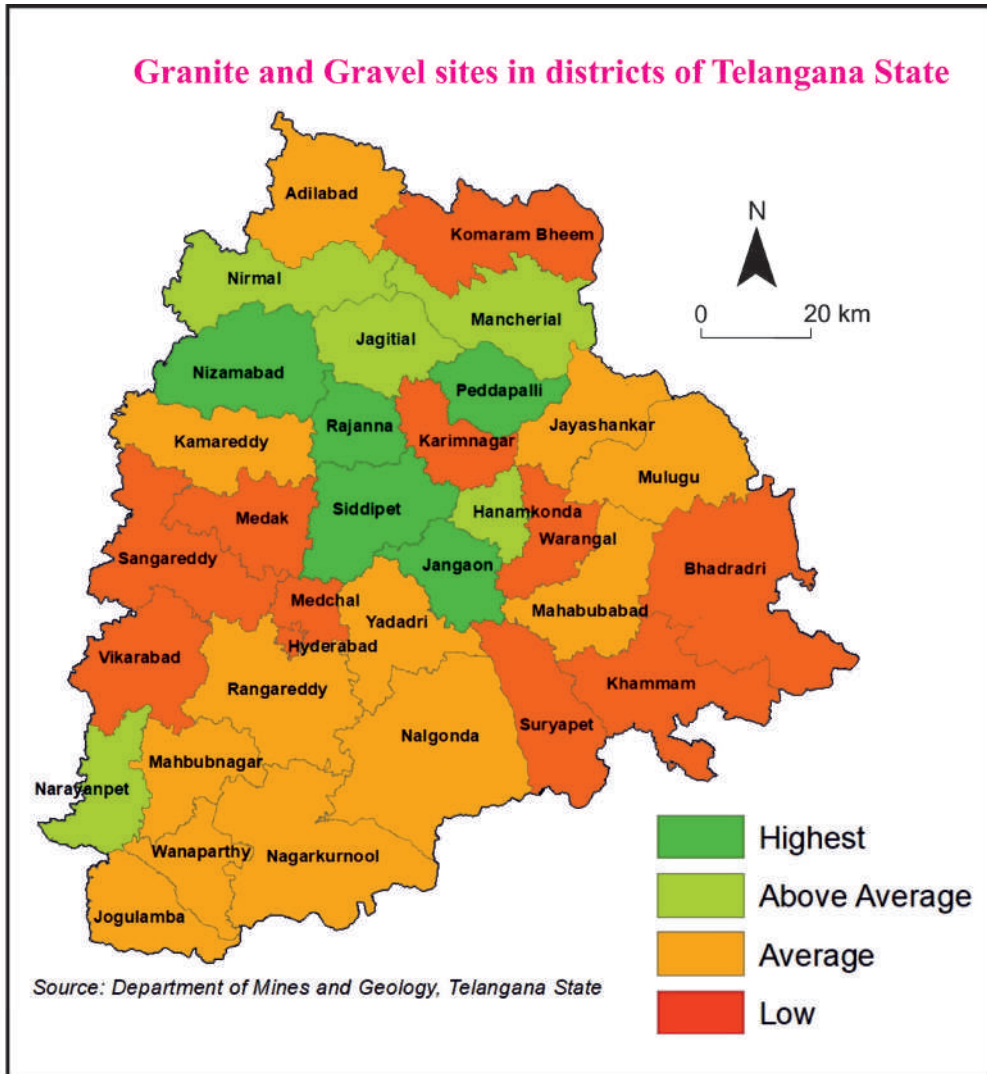 Granite and Gravel sites in districts of Telangana State
Adilabad
Komaram Bheem
N
0 20 km
Nirmal
Mancherial
Jagitial
Nizamabad
Peddapalli
Rajanna
Jayashankar
Kamareddy
Karimnagar
Mulugu
Siddipet
Hanamkonda
Medak
Warangal
Sangareddy
Jangaon
Bhadradri
Medchal
Mahabubabad
Yadadri
Hyderabad
Vikarabad
Rangareddy
Khammam
Suryapet
Nalgonda
Mahbubnagar
Narayanpet
Wanaparthy
Nagarkurnool
Jogulamba
Highest
Above Average
Average
Low
Source: Department of Mines and Geology, Telangana State